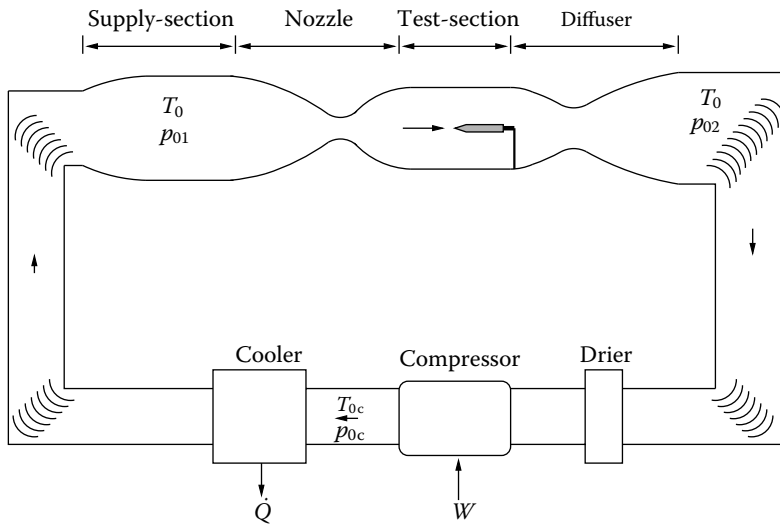 Supply-section Nozzle Test-section Diffuser
T₀ T₀
p₀₁ p₀₂
Cooler Compressor Drier
T₀c
p₀c
Q̇ W